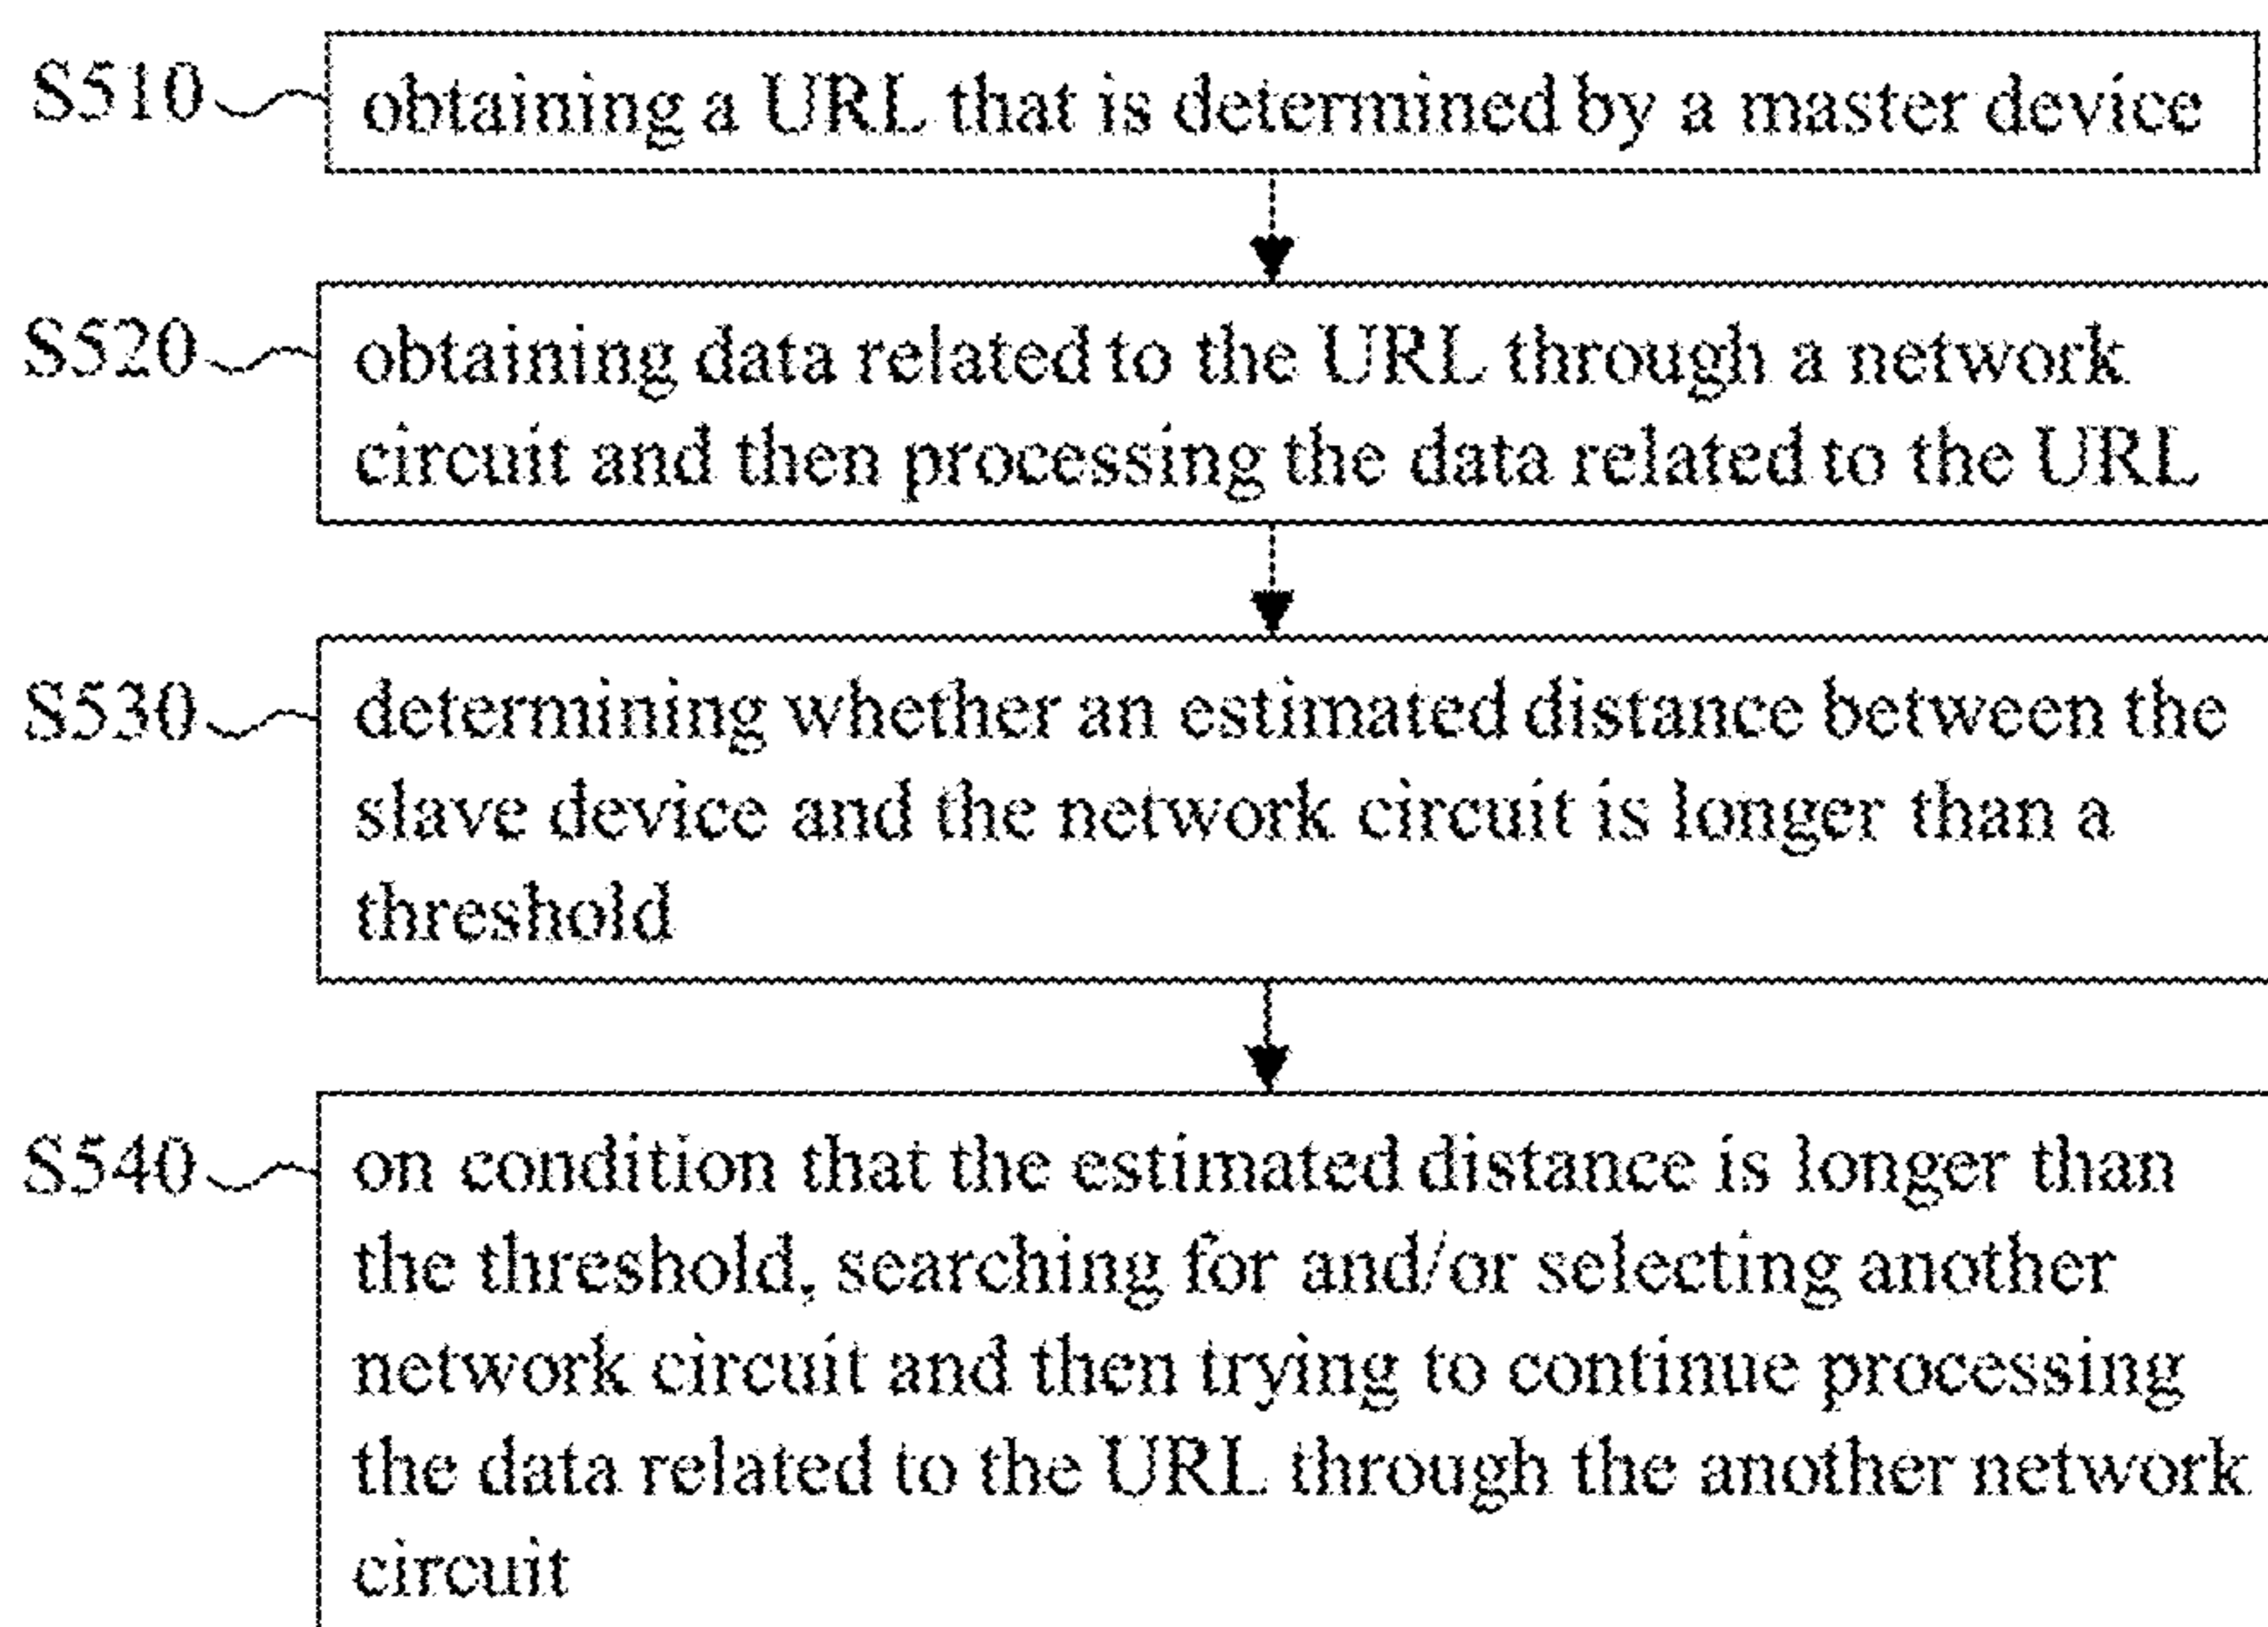 S510 obtaining a URL that is determined by a master device
S520 obtaining data related to the URL through a network
circuit and then processing the data related to the URL
S530 determining whether an estimated distance between the
slave device and the network circuit is longer than a
threshold
S540 on condition that the estimated distance is longer than
the threshold, searching for and/or selecting another
network circuit and then trying to continue processing
the data related to the URL through the another network
circuit